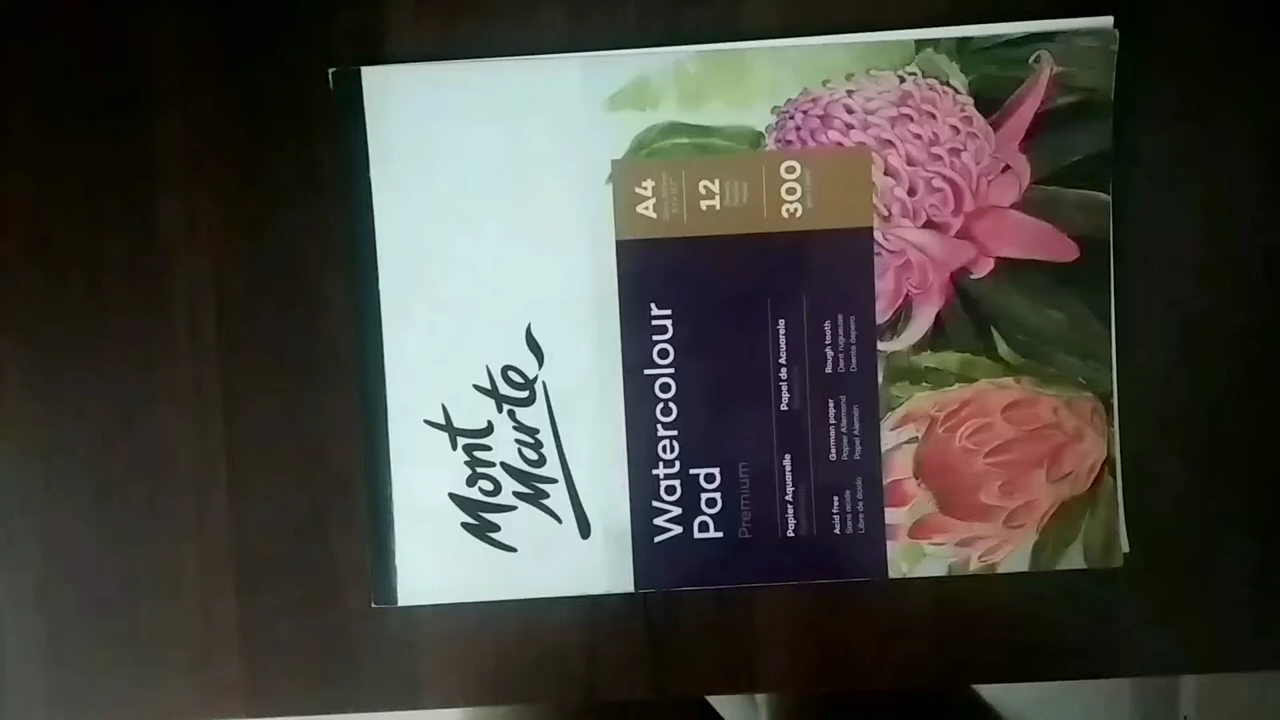 Mont
Marte
A4
12
300
Watercolour
Pad
Premium
Papier Aquarelle
Papel de Acuarela
Acid free
Sans acide
Libre de ácido
German paper
Papier Allemand
Papel Alemán
Rough tooth
Dent rugueuse
Diente áspero